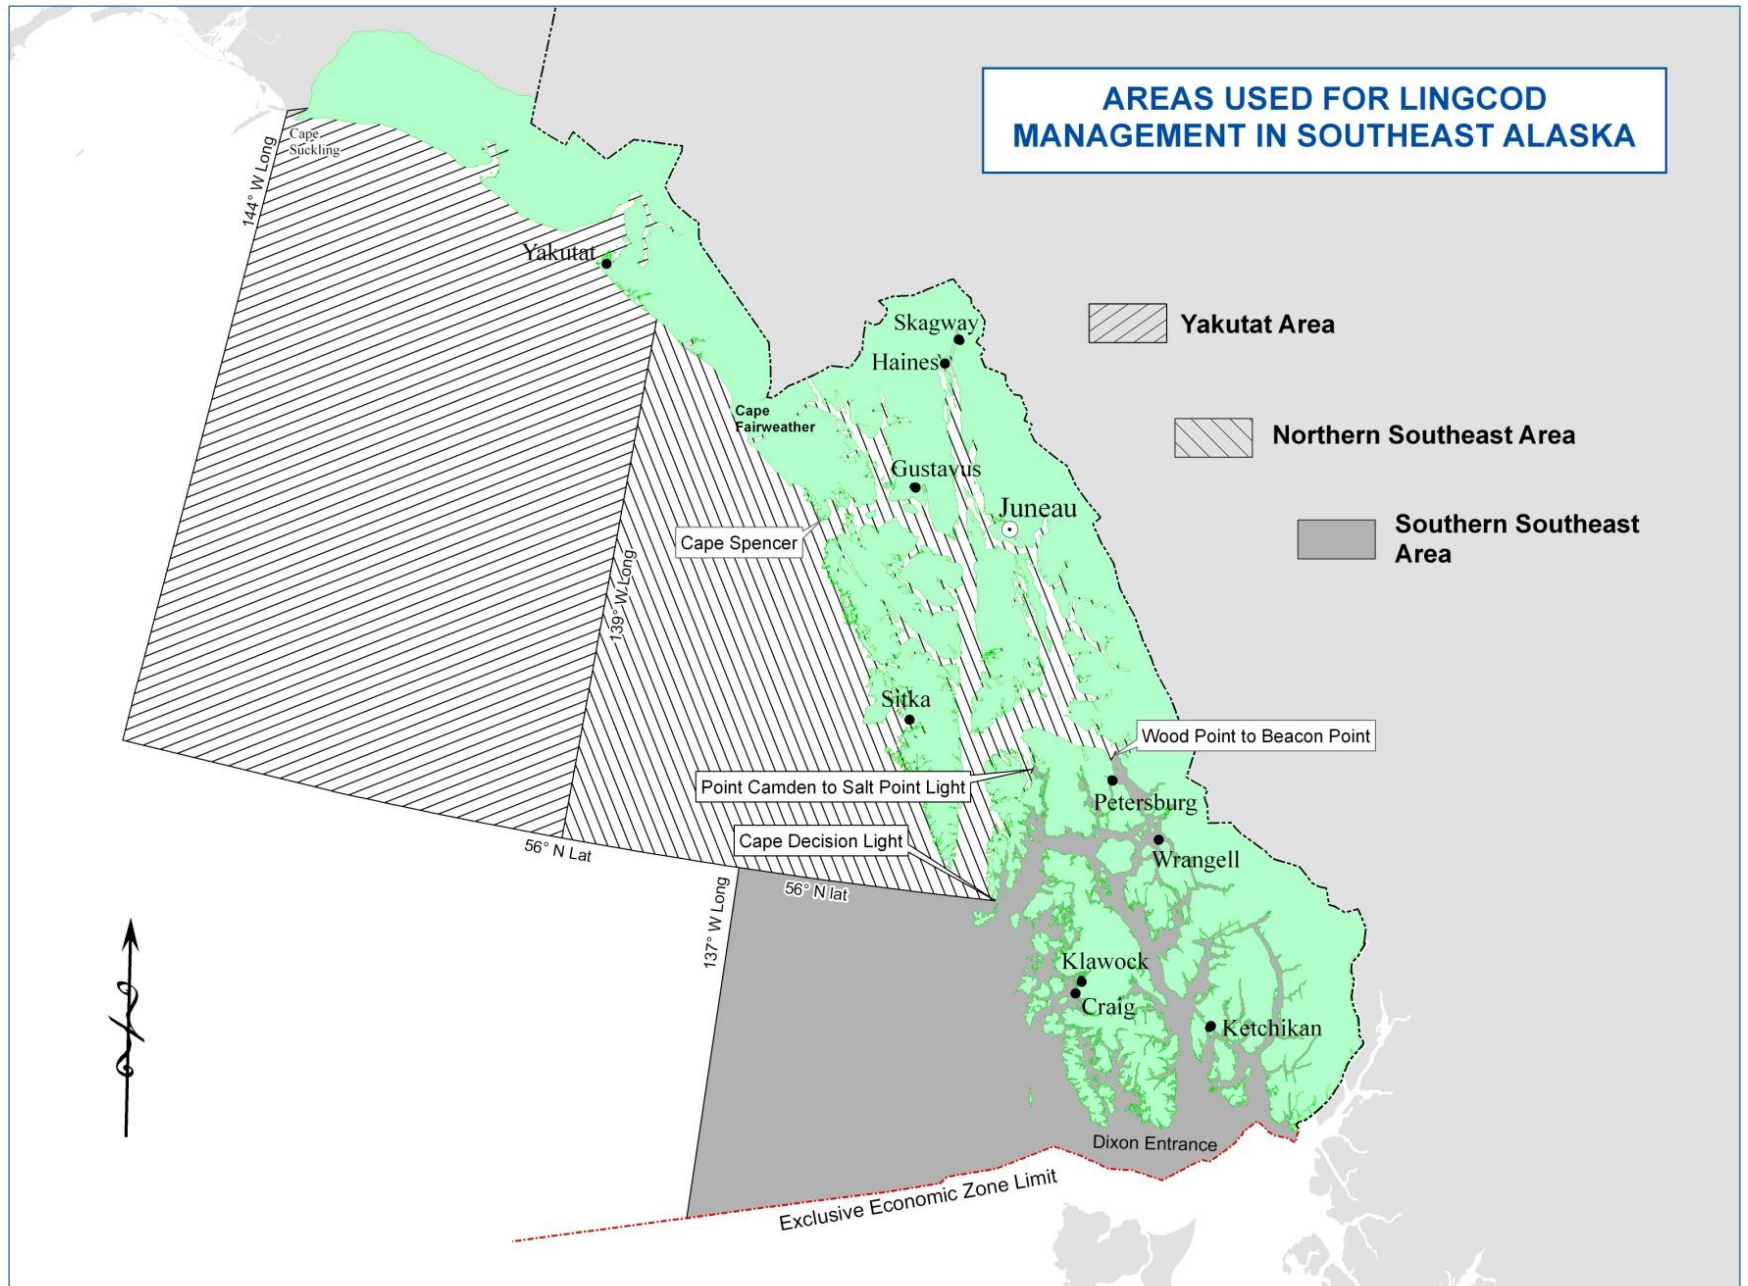 AREAS USED FOR LINGCOD
MANAGEMENT IN SOUTHEAST ALASKA
Cape
Suckling
144° W Long
Yakutat
Skagway
Haines
Yakutat Area
Cape
Fairweather
Northern Southeast Area
Gustavus
Juneau
Cape Spencer
Southern Southeast
Area
139° W Long
Sitka
Wood Point to Beacon Point
Point Camden to Salt Point Light
Petersburg
Cape Decision Light
56° N Lat
Wrangell
137° W Long
56° N lat
Klawock
Craig
Ketchikan
Dixon Entrance
Exclusive Economic Zone Limit